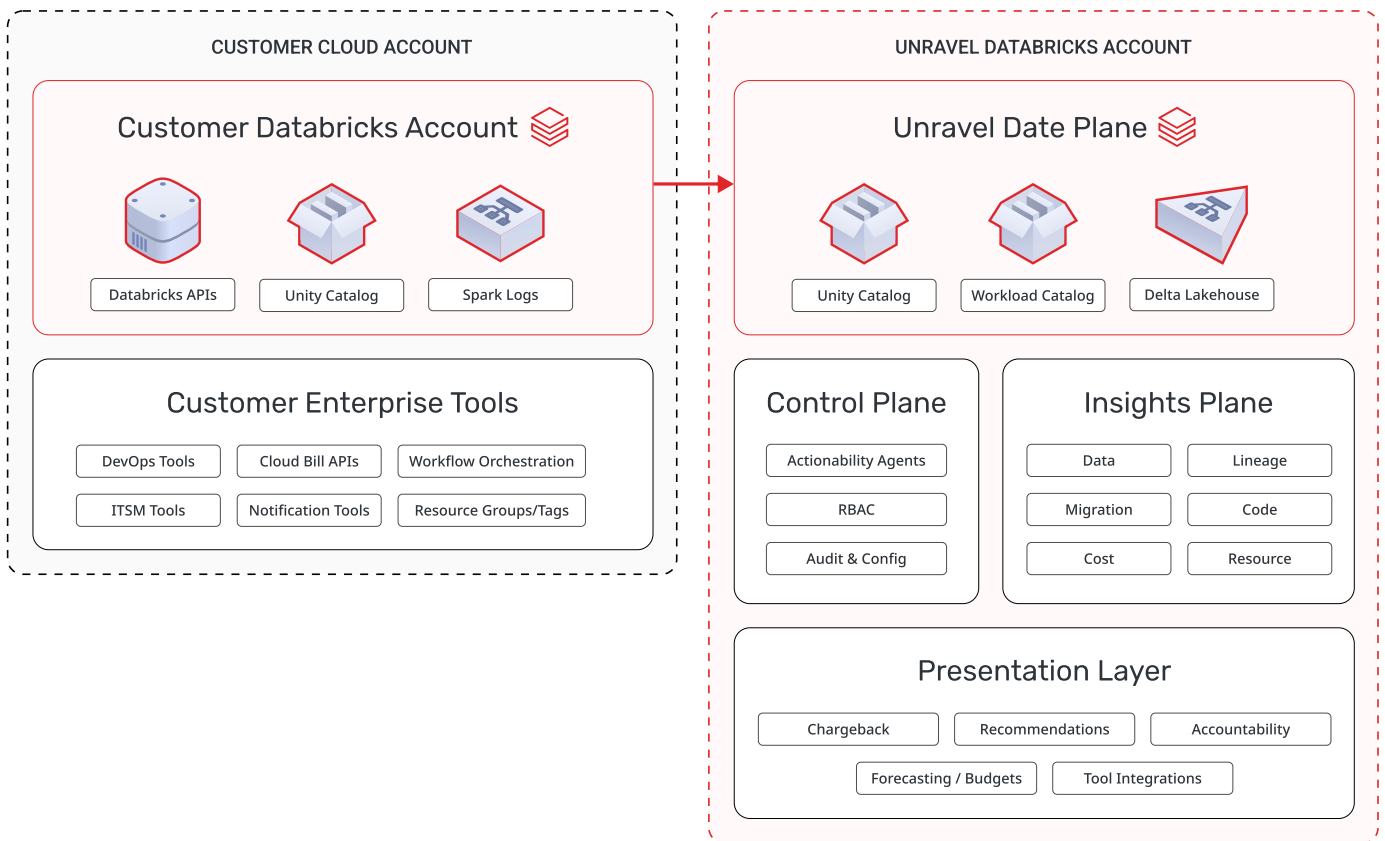 CUSTOMER CLOUD ACCOUNT
Customer Databricks Account
Databricks APIs
Unity Catalog
Spark Logs
Customer Enterprise Tools
DevOps Tools
Cloud Bill APIs
Workflow Orchestration
ITSM Tools
Notification Tools
Resource Groups/Tags
UNRAVEL DATABRICKS ACCOUNT
Unravel Date Plane
Unity Catalog
Workload Catalog
Delta Lakehouse
Control Plane
Actionability Agents
RBAC
Audit & Config
Insights Plane
Data
Lineage
Migration
Code
Cost
Resource
Presentation Layer
Chargeback
Recommendations
Accountability
Forecasting / Budgets
Tool Integrations